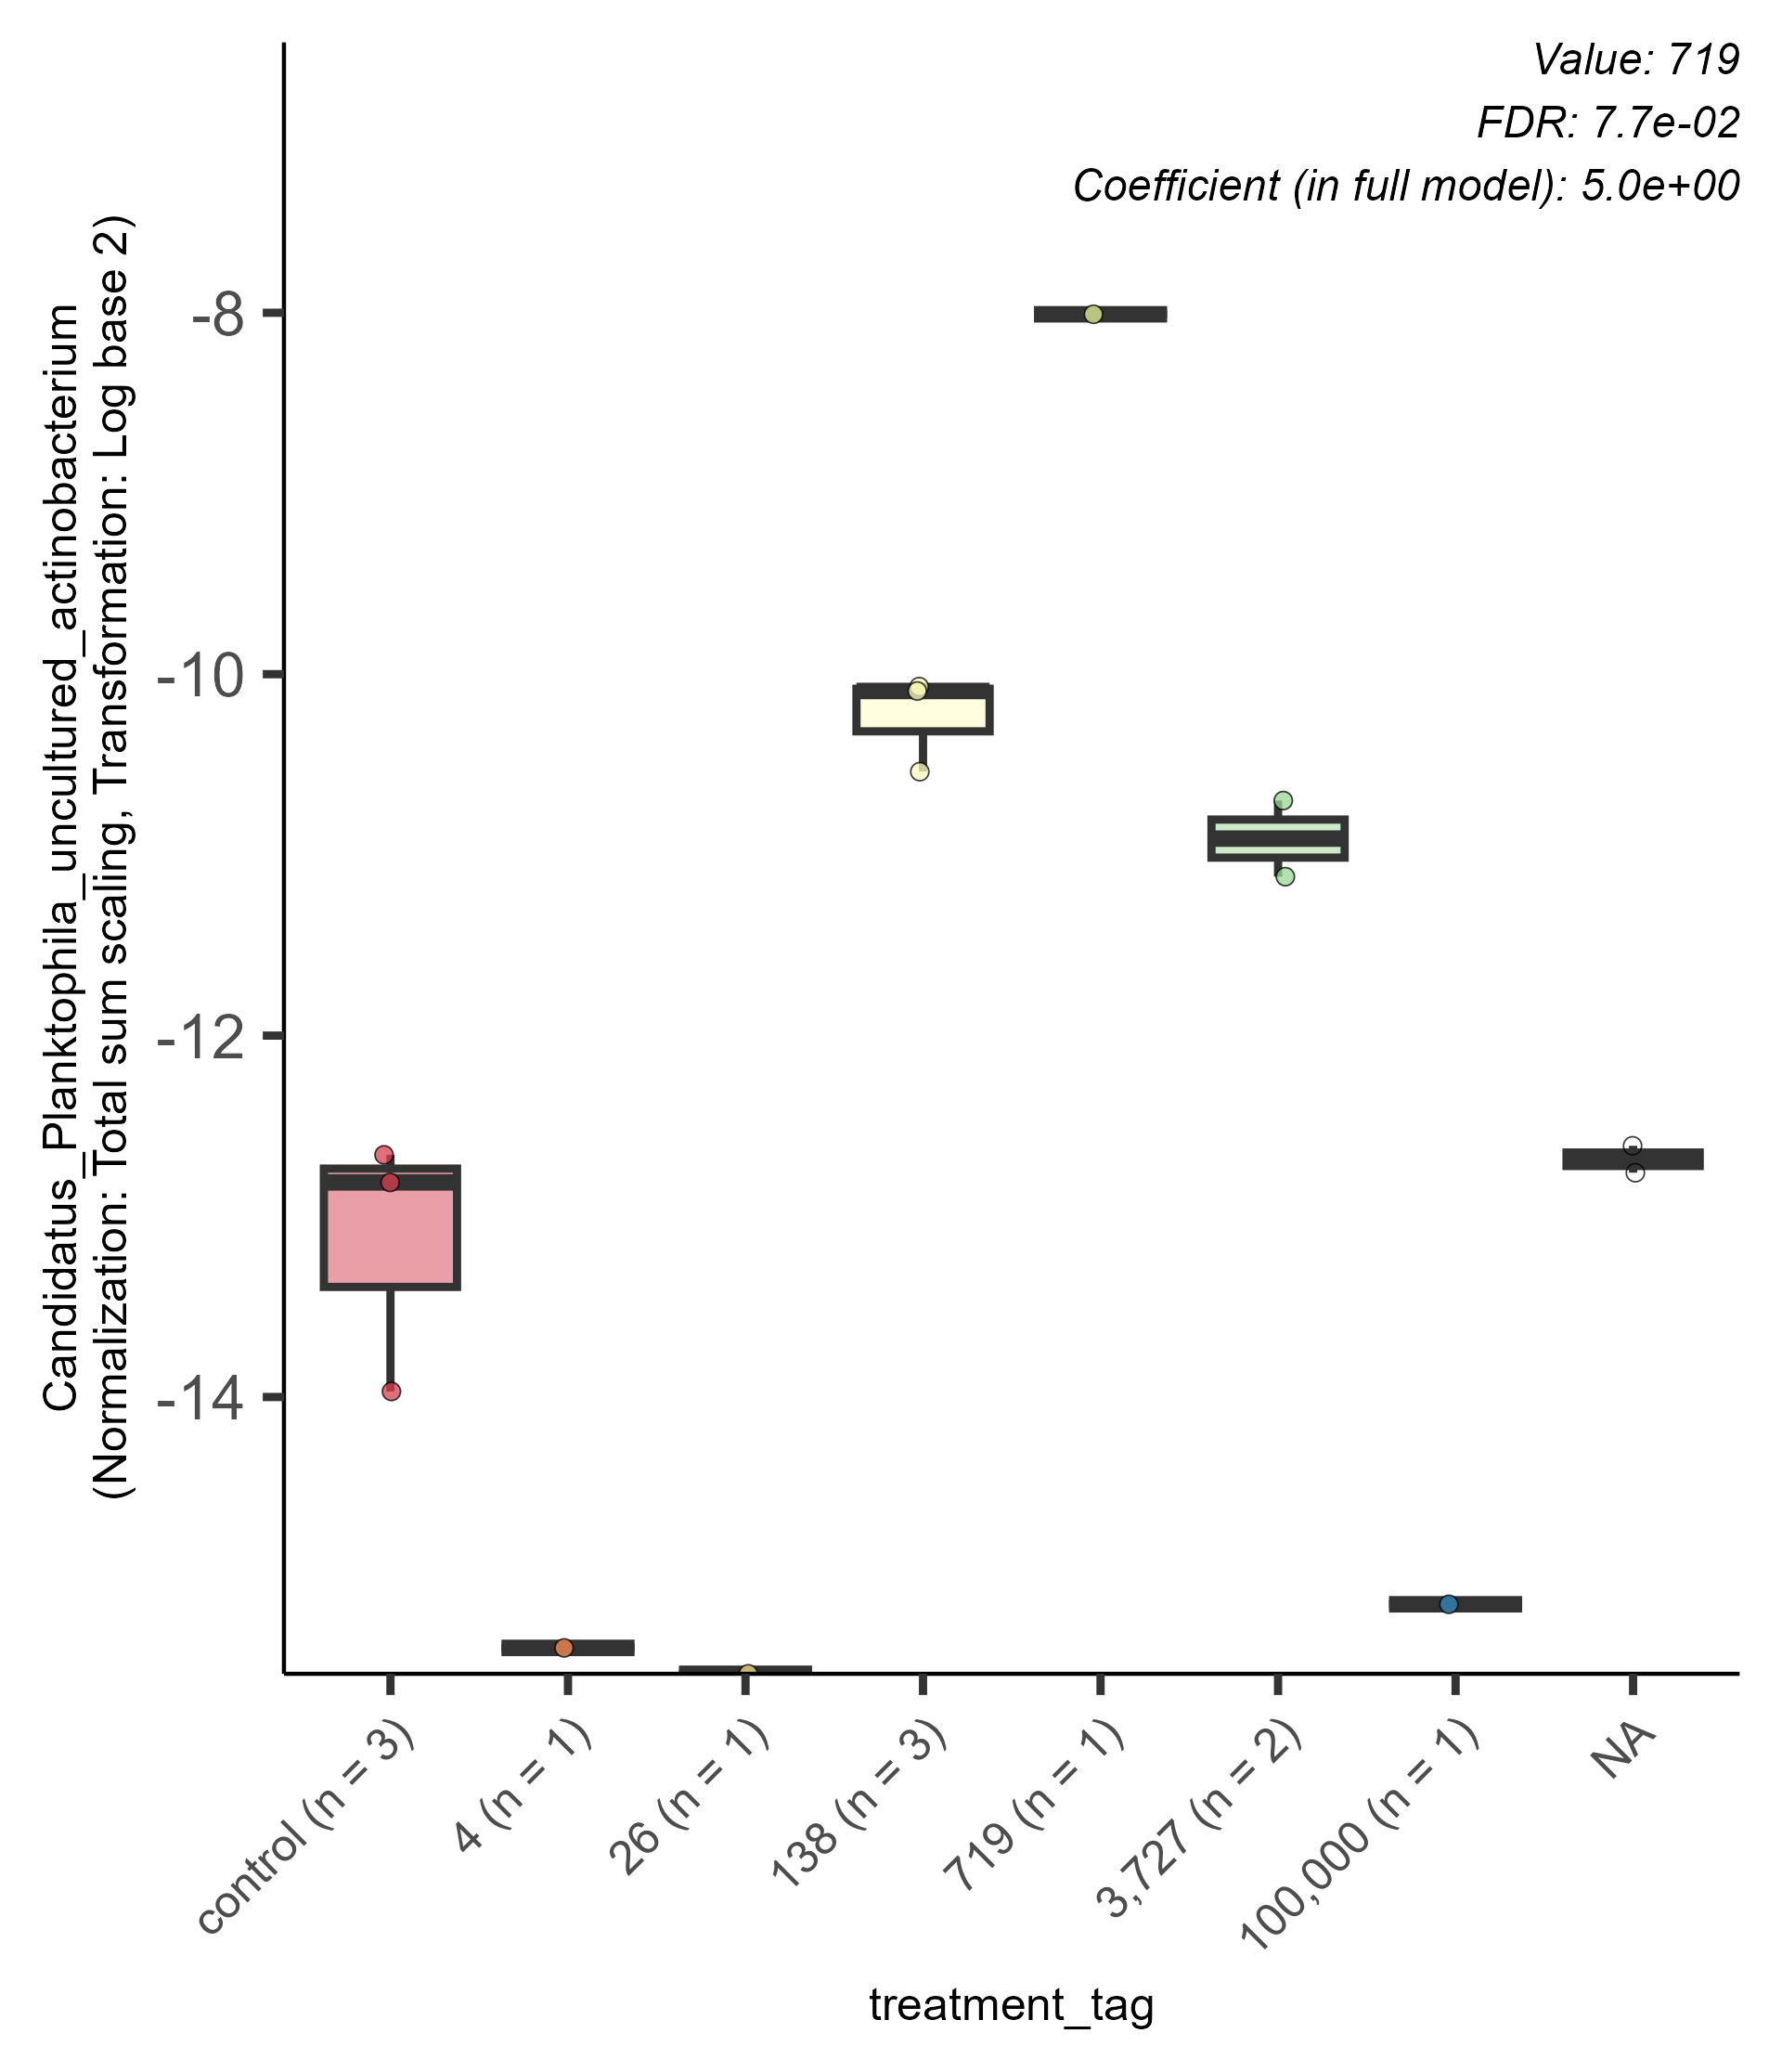 Value: 719
FDR: 7.7e-02
Coefficient (in full model): 5.0e+00
Candidatus_Planktophila_uncultured_actinobacterium
(Normalization: Total sum scaling, Transformation: Log base 2)
-8
-10
-12
-14
control (n = 3)
4 (n = 1)
26 (n = 1)
138 (n = 3)
719 (n = 1)
3,727 (n = 2)
100,000 (n = 1)
NA
treatment_tag